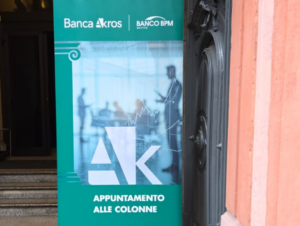 Banca Akros | BANCO BPM
Ak
APPUNTAMENTO
ALLE COLONNE